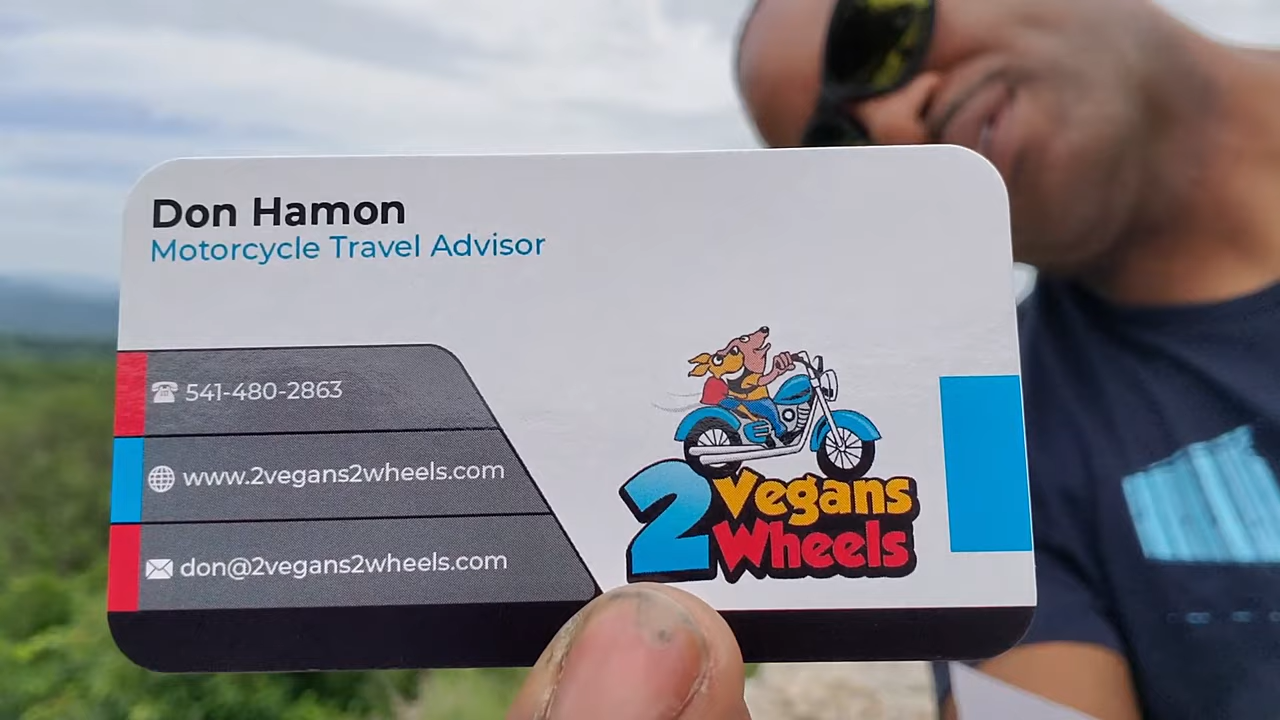 Don Hamon
Motorcycle Travel Advisor
541-480-2863
www.2vegans2wheels.com
don@2vegans2wheels.com
2 Vegans
Wheels